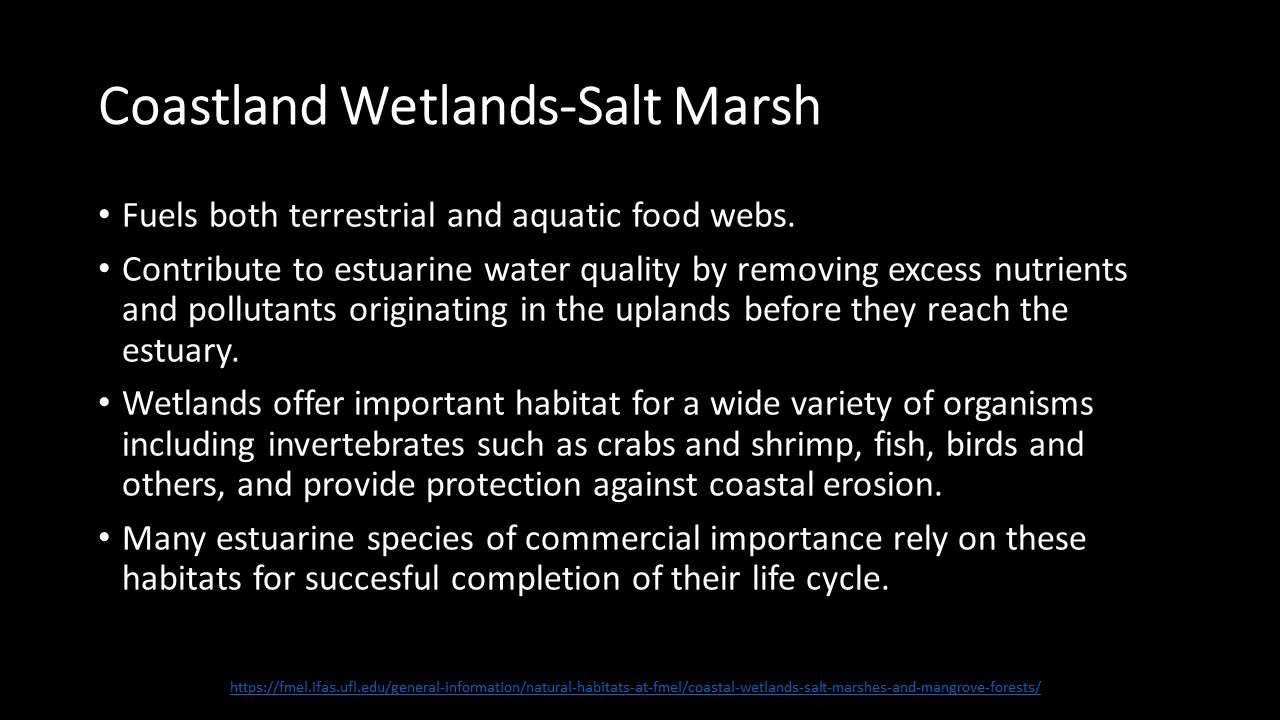 Coastland Wetlands-Salt Marsh
• Fuels both terrestrial and aquatic food webs.
• Contribute to estuarine water quality by removing excess nutrients
and pollutants originating in the uplands before they reach the
estuary.
• Wetlands offer important habitat for a wide variety of organisms
including invertebrates such as crabs and shrimp, fish, birds and
others, and provide protection against coastal erosion.
• Many estuarine species of commercial importance rely on these
habitats for succesful completion of their life cycle.
https://fmel.ifas.ufl.edu/general-information/natural-habitats-at-fmel/coastal-wetlands-salt-marshes-and-mangrove-forests/